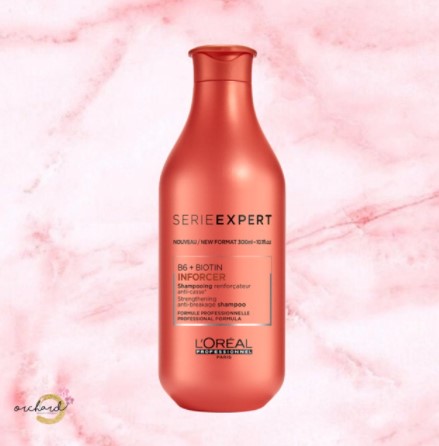 SERIE EXPERT
NOUVEAU / NEW FORMAT 300ml - 10.1fl.oz
B6 + BIOTIN
INFORCER
Shampooing renforçateur
anti-casse*
Strengthening
anti-breakage shampoo
FORMULE PROFESSIONNELLE
PROFESSIONAL FORMULA
L'ORÉAL
PROFESSIONNEL
PARIS
orchard